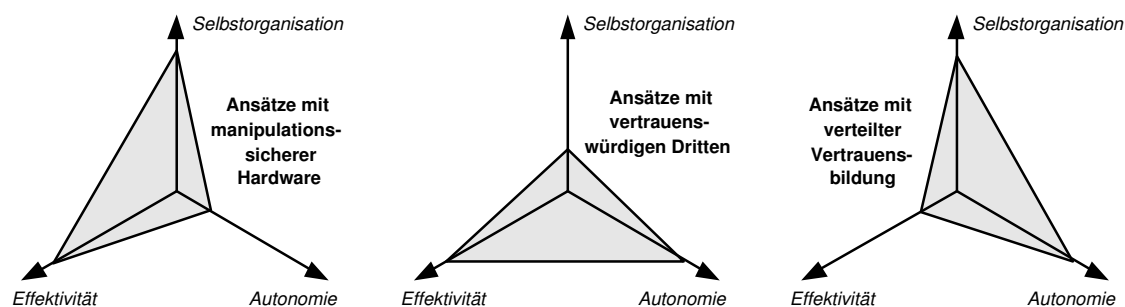 Selbstorganisation
Ansätze mit
manipulations-
sicherer
Hardware
Effektivität
Autonomie
Selbstorganisation
Ansätze mit
vertrauens-
würdigen Dritten
Effektivität
Autonomie
Selbstorganisation
Ansätze mit
verteilter
Vertrauens-
bildung
Effektivität
Autonomie